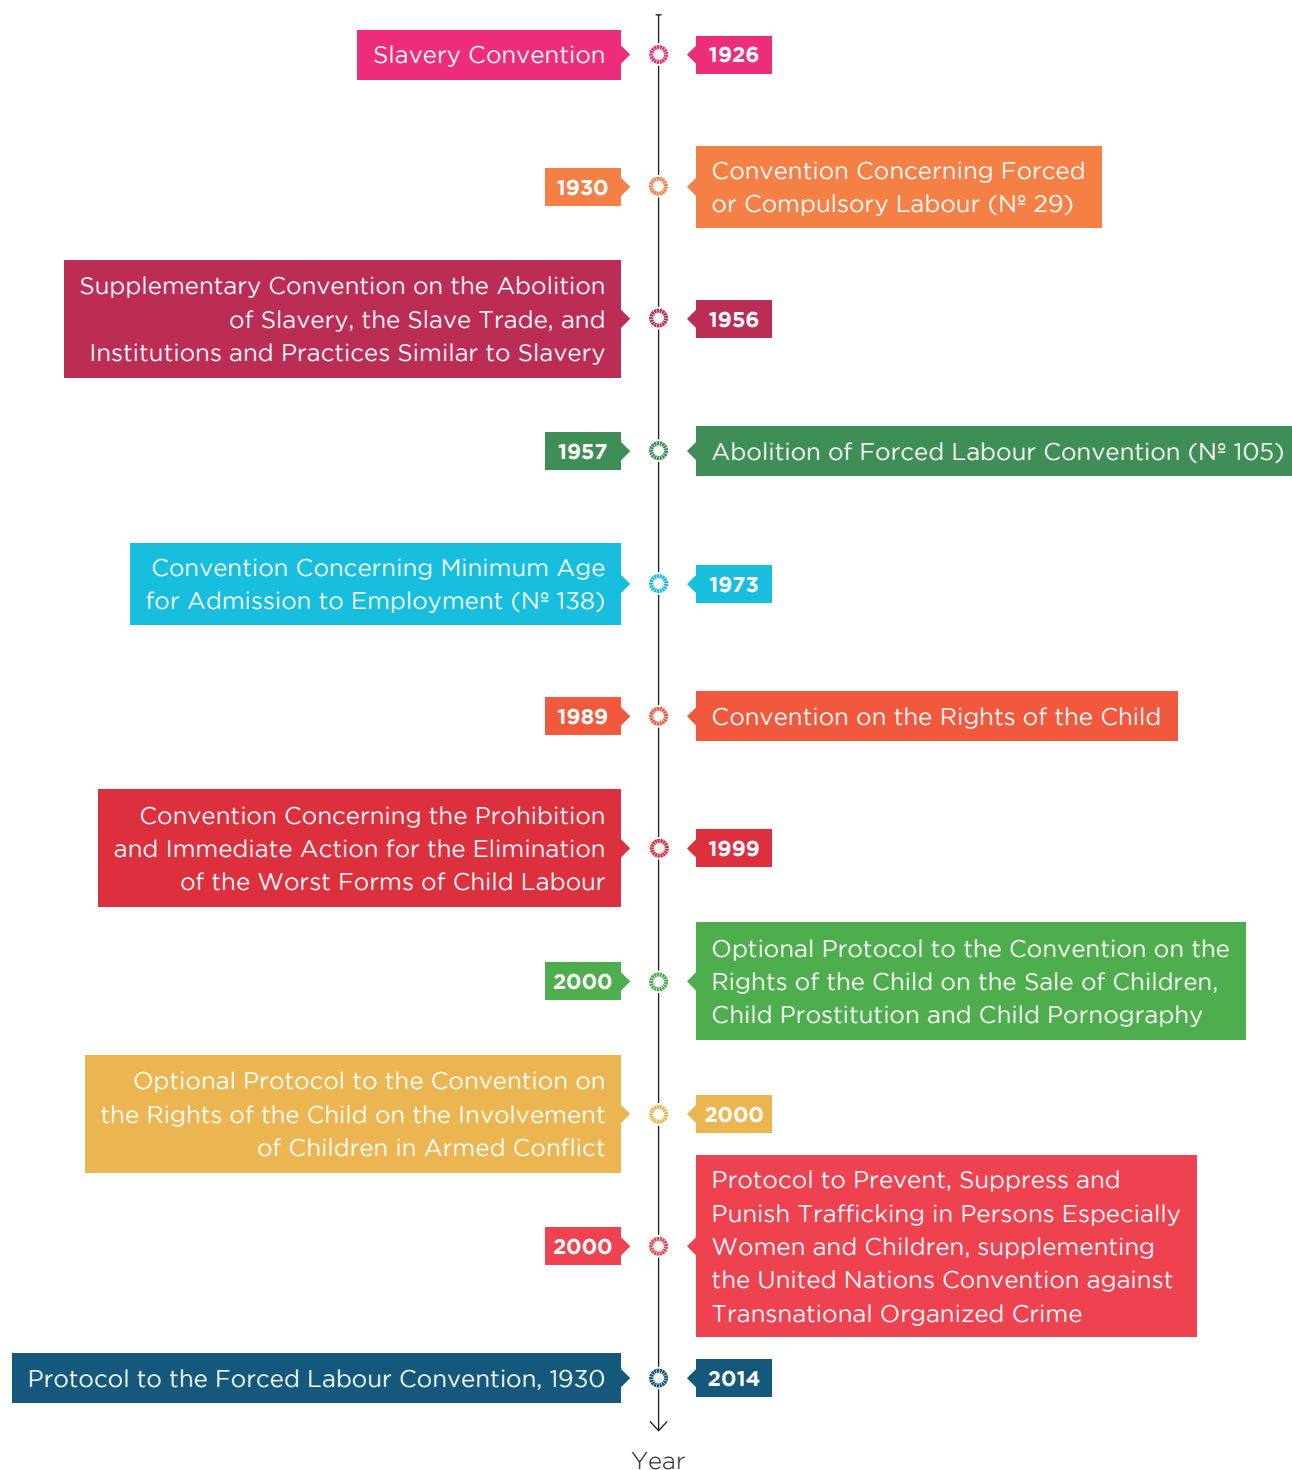 Slavery Convention
1926
1930
Convention Concerning Forced
or Compulsory Labour (Nº 29)
Supplementary Convention on the Abolition
of Slavery, the Slave Trade, and
Institutions and Practices Similar to Slavery
1956
1957
Abolition of Forced Labour Convention (Nº 105)
Convention Concerning Minimum Age
for Admission to Employment (Nº 138)
1973
1989
Convention on the Rights of the Child
Convention Concerning the Prohibition
and Immediate Action for the Elimination
of the Worst Forms of Child Labour
1999
2000
Optional Protocol to the Convention on the
Rights of the Child on the Sale of Children,
Child Prostitution and Child Pornography
Optional Protocol to the Convention on
the Rights of the Child on the Involvement
of Children in Armed Conflict
2000
2000
Protocol to Prevent, Suppress and
Punish Trafficking in Persons Especially
Women and Children, supplementing
the United Nations Convention against
Transnational Organized Crime
Protocol to the Forced Labour Convention, 1930
2014
Year